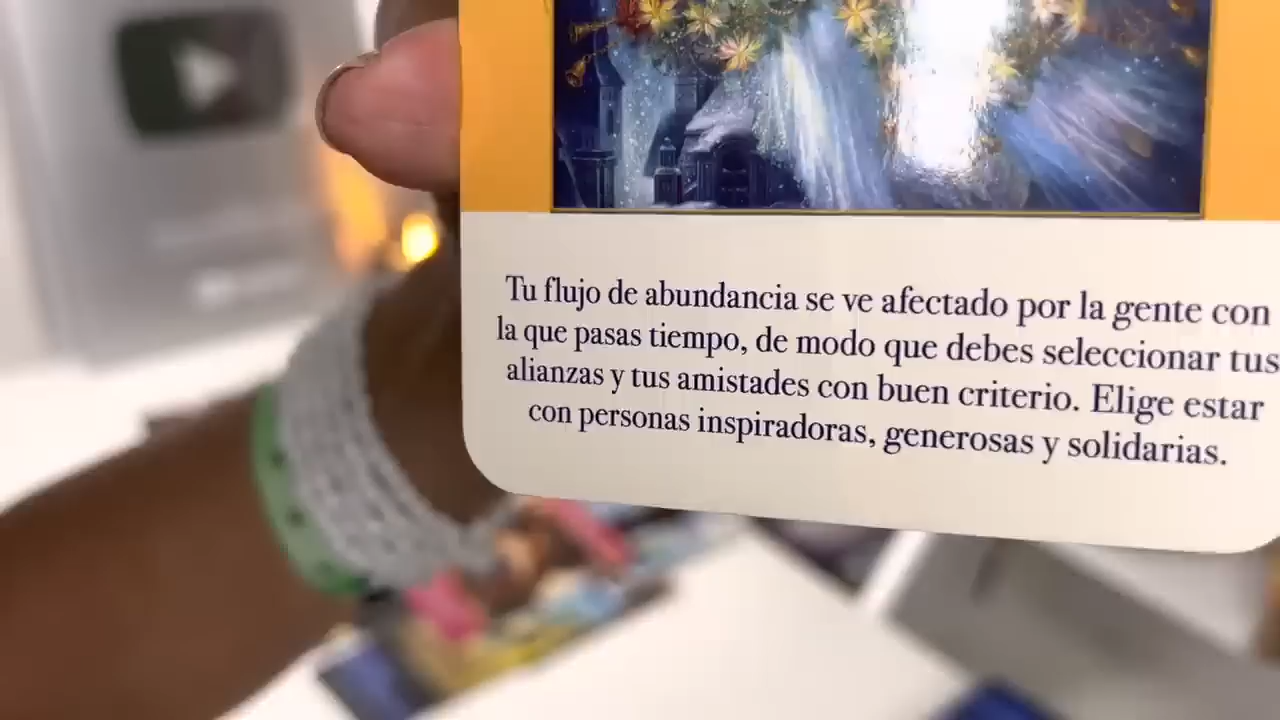 Tu flujo de abundancia se ve afectado por la gente con
la que pasas tiempo, de modo que debes seleccionar tus
alianzas y tus amistades con buen criterio. Elige estar
con personas inspiradoras, generosas y solidarias.